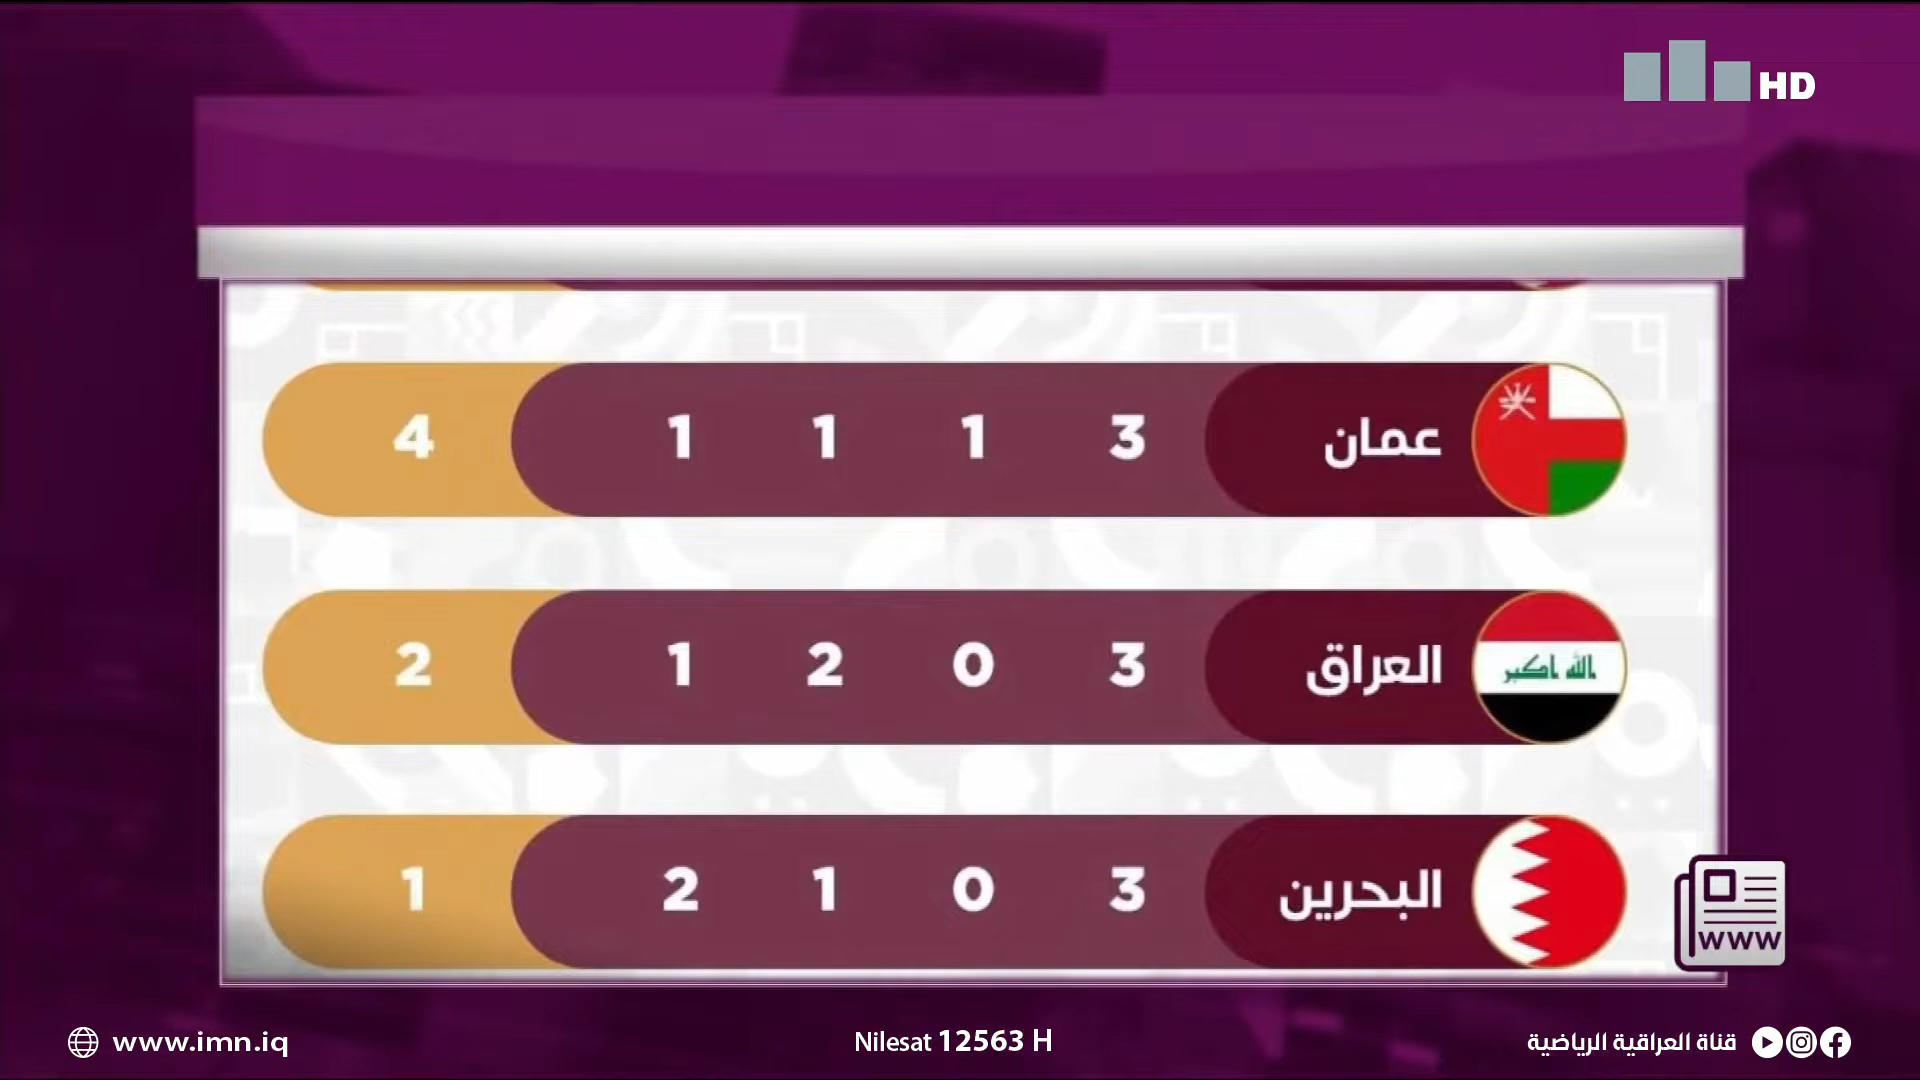 HD
عمان 3 1 1 1 4
الله اكبر
العراق 3 0 2 1 2
البحرين 3 0 1 2 1
www
www.imn.iq
Nilesat 12563 H
قناة العراقية الرياضية